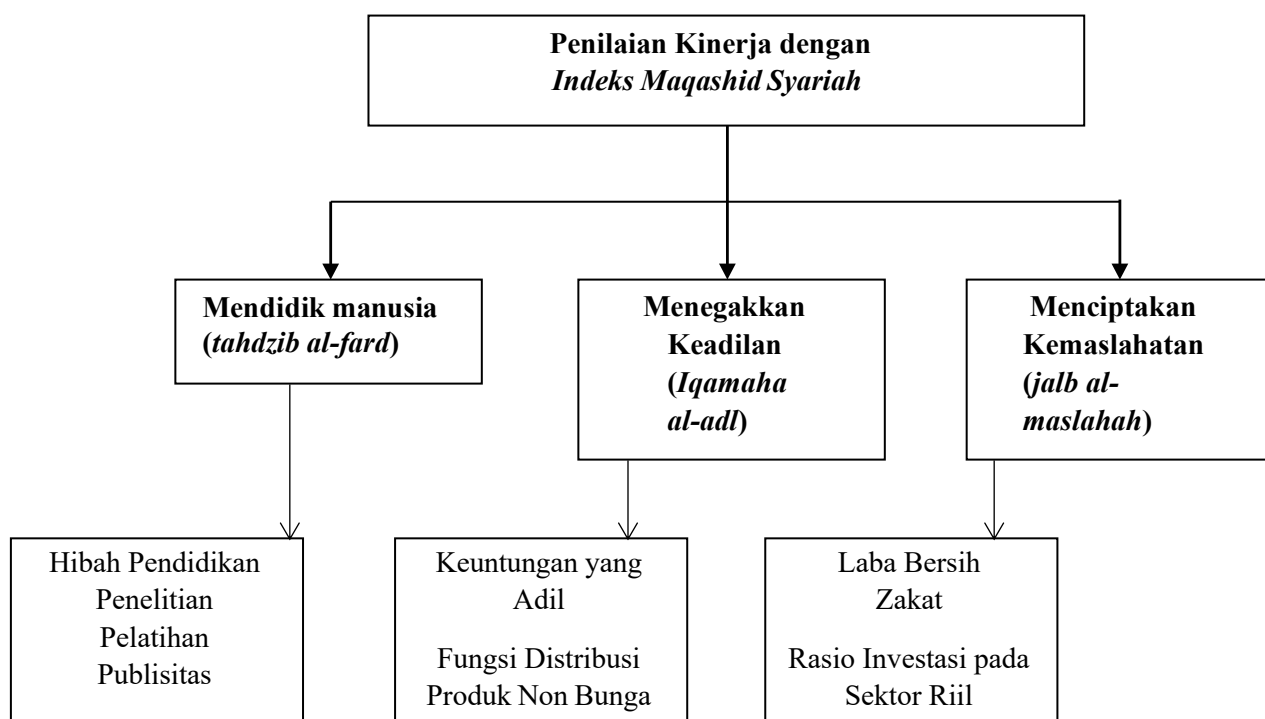 Penilaian Kinerja dengan
Indeks Maqashid Syariah
Mendidik manusia
(tahdzib al-fard)
Menegakkan
Keadilan
(Iqamaha
al-adl)
Menciptakan
Kemaslahatan
(jalb al-
maslahah)
Hibah Pendidikan
Penelitian
Pelatihan
Publisitas
Keuntungan yang
Adil
Fungsi Distribusi
Produk Non Bunga
Laba Bersih
Zakat
Rasio Investasi pada
Sektor Riil